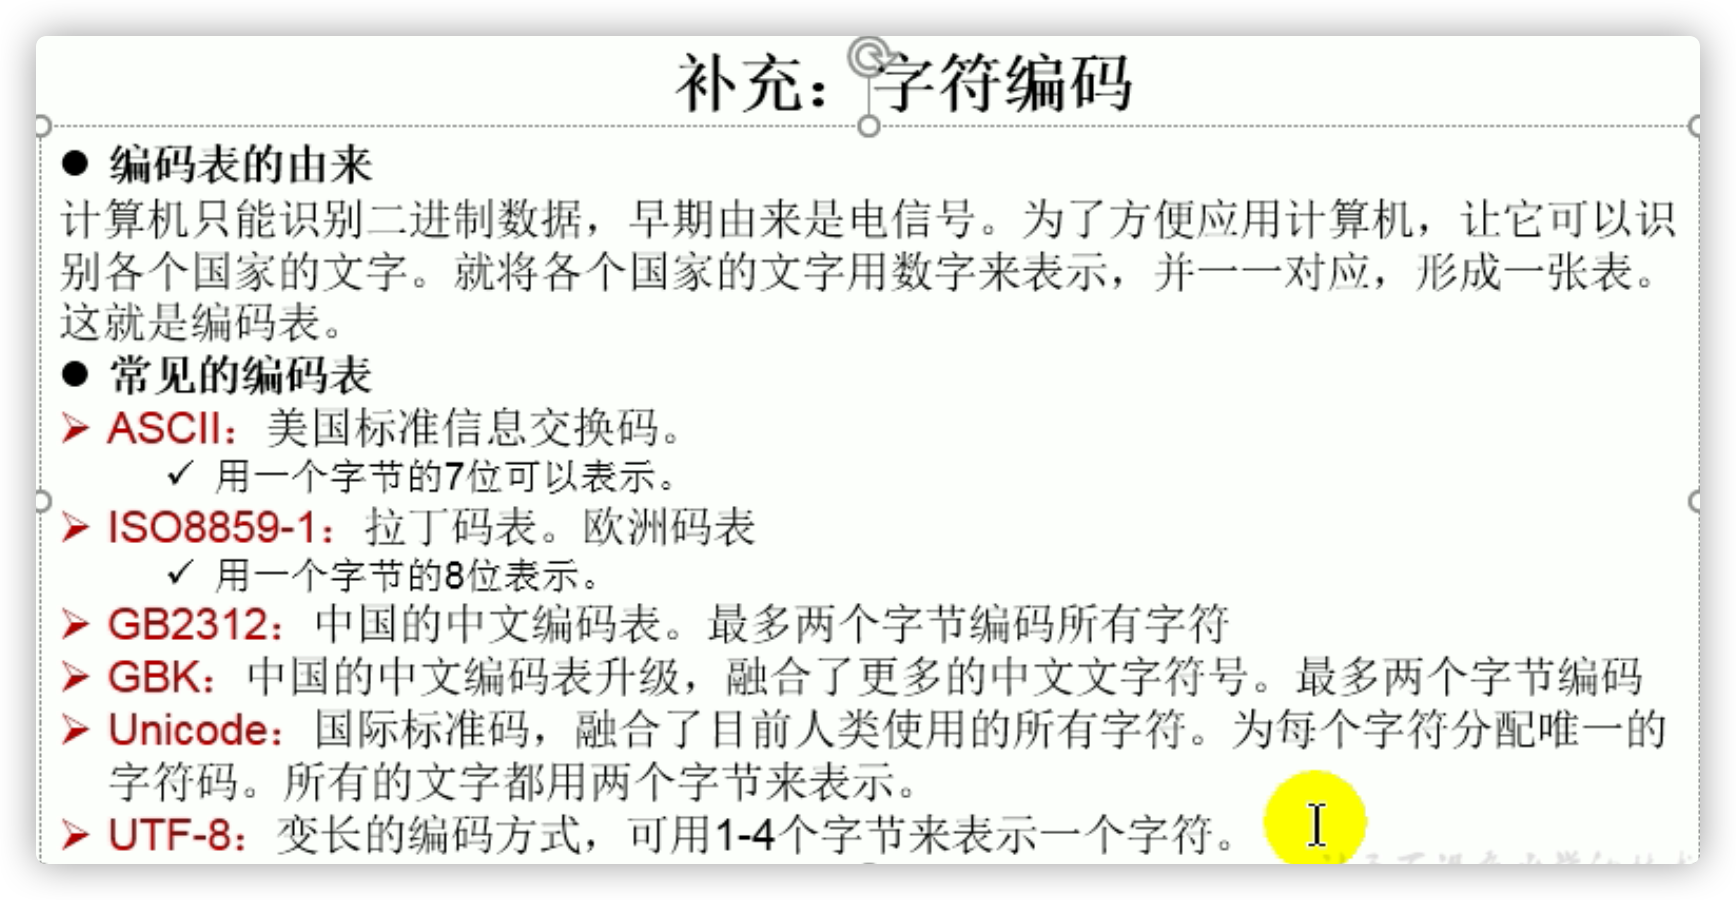 补充：字符编码
● 编码表的由来
计算机只能识别二进制数据，早期由来是电信号。为了方便应用计算机，让它可以识
别各个国家的文字。就将各个国家的文字用数字来表示，并一一对应，形成一张表。
这就是编码表。
● 常见的编码表
➢ ASCII：美国标准信息交换码。
✓ 用一个字节的7位可以表示。
➢ ISO8859-1：拉丁码表。欧洲码表
✓ 用一个字节的8位表示。
➢ GB2312：中国的中文编码表。最多两个字节编码所有字符
➢ GBK：中国的中文编码表升级，融合了更多的中文文字符号。最多两个字节编码
➢ Unicode：国际标准码，融合了目前人类使用的所有字符。为每个字符分配唯一的
字符码。所有的文字都用两个字节来表示。
➢ UTF-8：变长的编码方式，可用1-4个字节来表示一个字符。